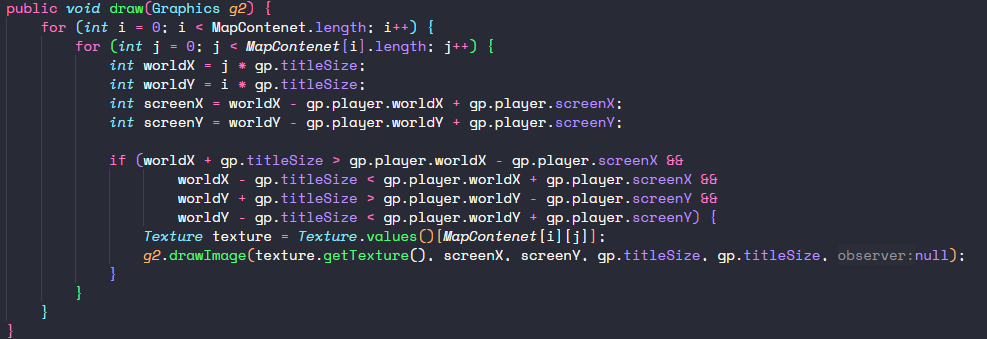 public void draw(Graphics g2) {
    for (int i = 0; i < MapContenet.length; i++) {
        for (int j = 0; j < MapContenet[i].length; j++) {
            int worldX = j * gp.titleSize;
            int worldY = i * gp.titleSize;
            int screenX = worldX - gp.player.worldX + gp.player.screenX;
            int screenY = worldY - gp.player.worldY + gp.player.screenY;

            if (worldX + gp.titleSize > gp.player.worldX - gp.player.screenX &&
                    worldX - gp.titleSize < gp.player.worldX + gp.player.screenX &&
                    worldY + gp.titleSize > gp.player.worldY - gp.player.screenY &&
                    worldY - gp.titleSize < gp.player.worldY + gp.player.screenY) {
                Texture texture = Texture.values()[MapContenet[i][j]];
                g2.drawImage(texture.getTexture(), screenX, screenY, gp.titleSize, gp.titleSize, observer:null);
            }
        }
    }
}